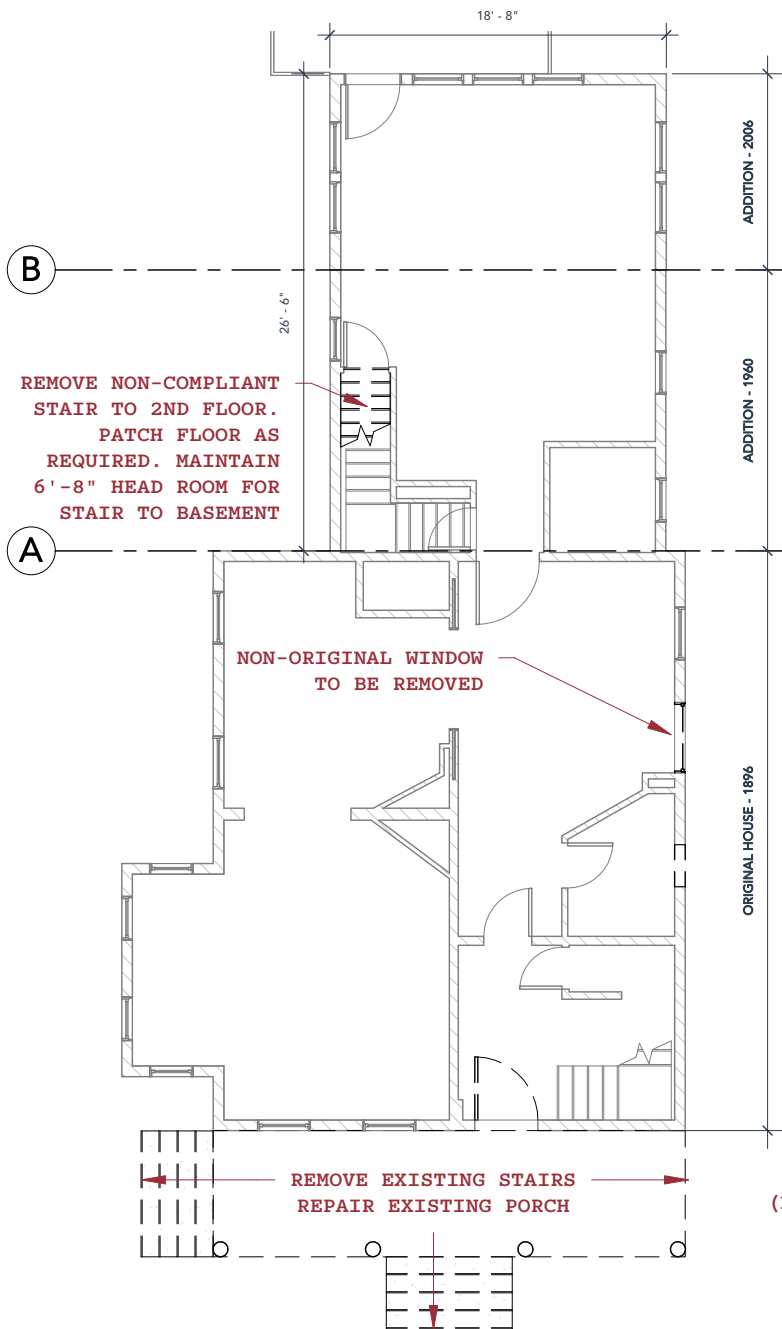 18' - 8"
ADDITION - 2006
B
26' - 6"
ADDITION - 1960
REMOVE NON-COMPLIANT
STAIR TO 2ND FLOOR.
PATCH FLOOR AS
REQUIRED. MAINTAIN
6'-8" HEAD ROOM FOR
STAIR TO BASEMENT
A
NON-ORIGINAL WINDOW
TO BE REMOVED
ORIGINAL HOUSE - 1896
REMOVE EXISTING STAIRS
REPAIR EXISTING PORCH